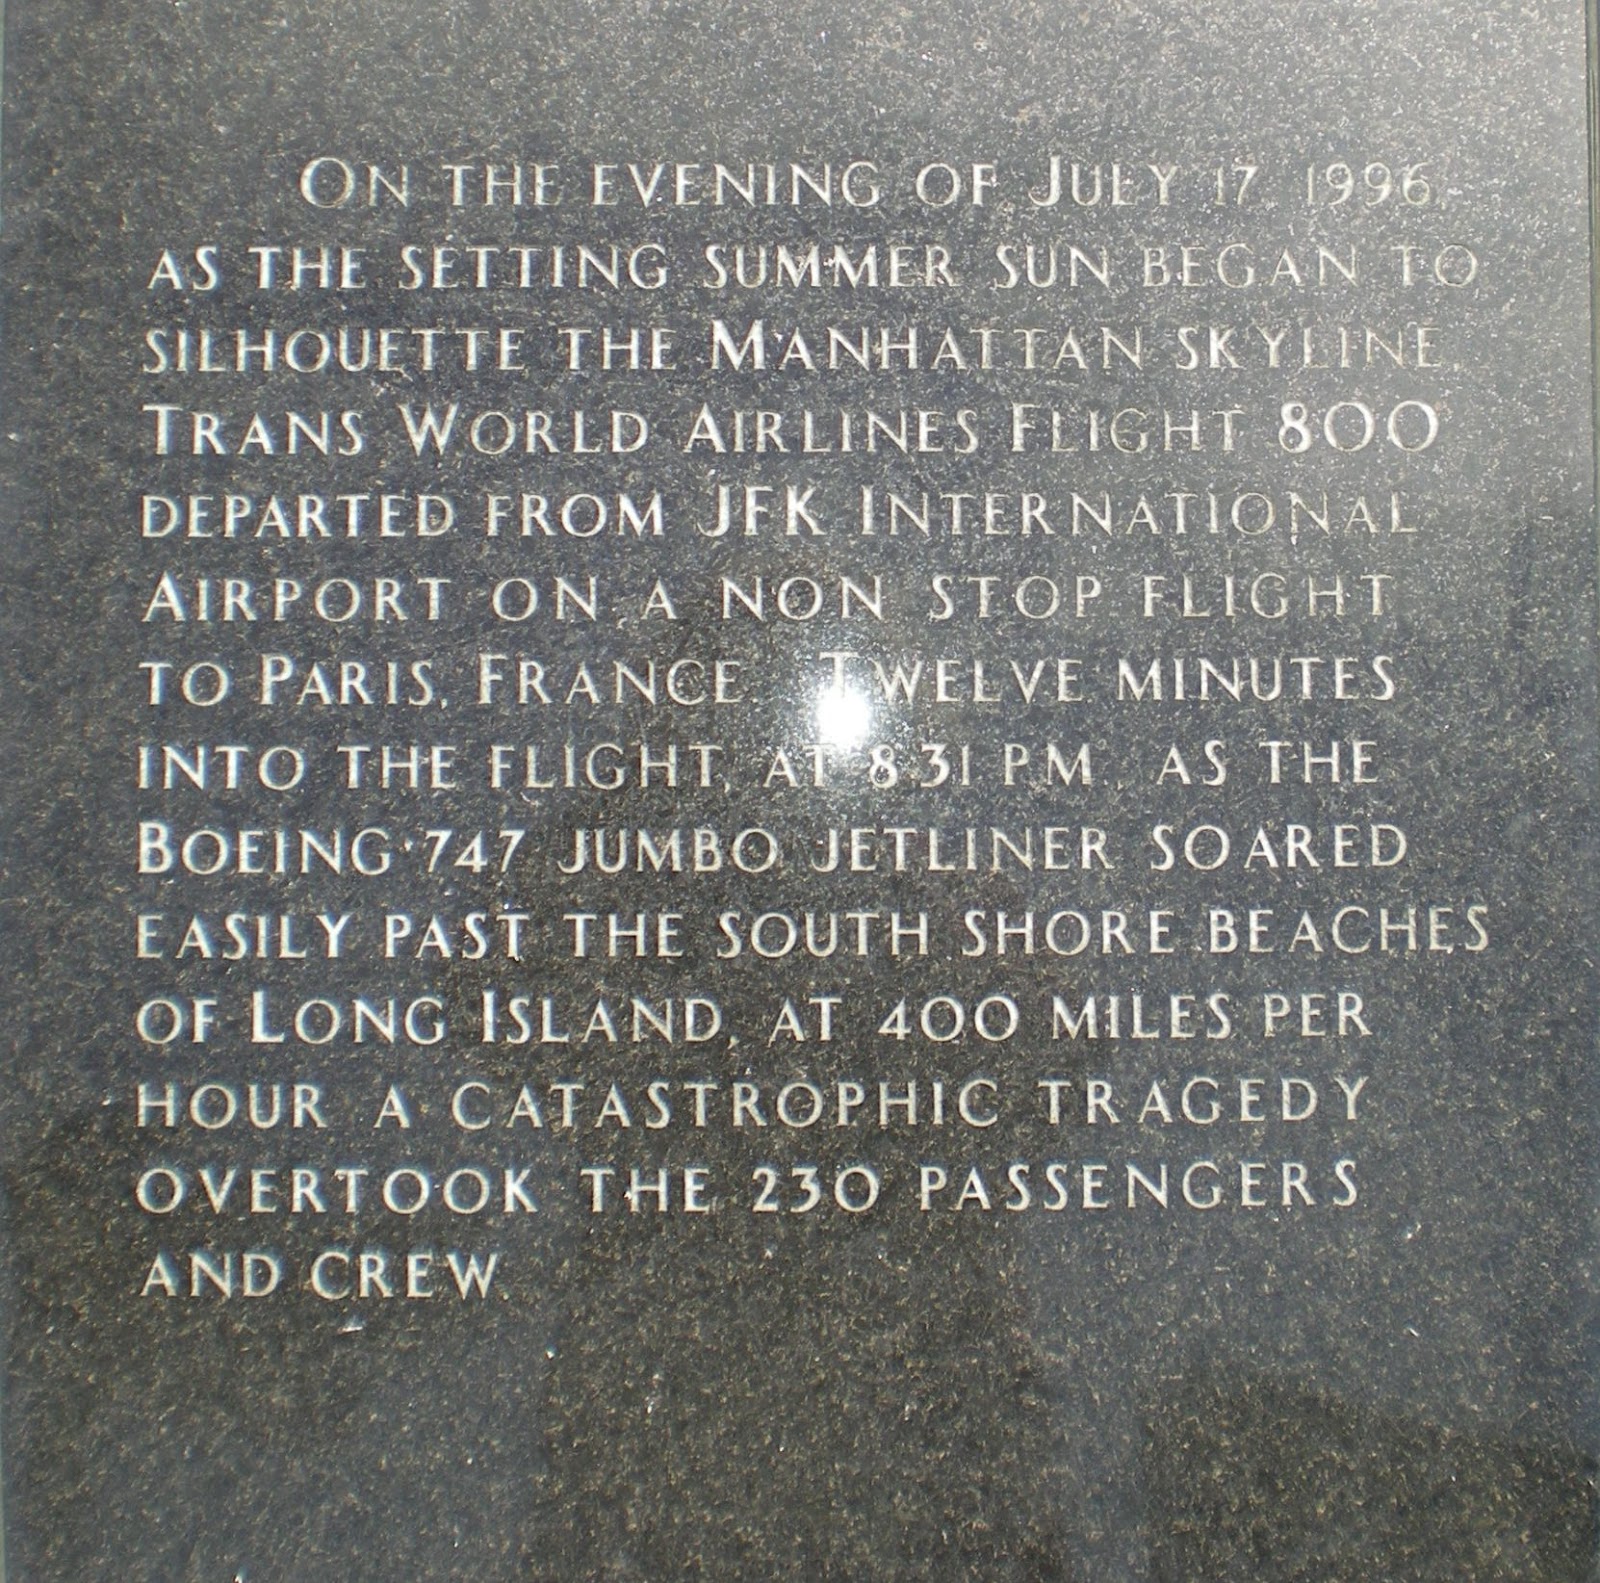 On the evening of July 17 1996
as the setting summer sun began to
silhouette the Manhattan skyline,
Trans World Airlines Flight 800
departed from JFK International
Airport on a non stop flight
to Paris, France. Twelve minutes
into the flight, at 8:31 PM, as the
Boeing 747 jumbo jetliner soared
easily past the south shore beaches
of Long Island, at 400 miles per
hour a catastrophic tragedy
overtook the 230 passengers
and crew.